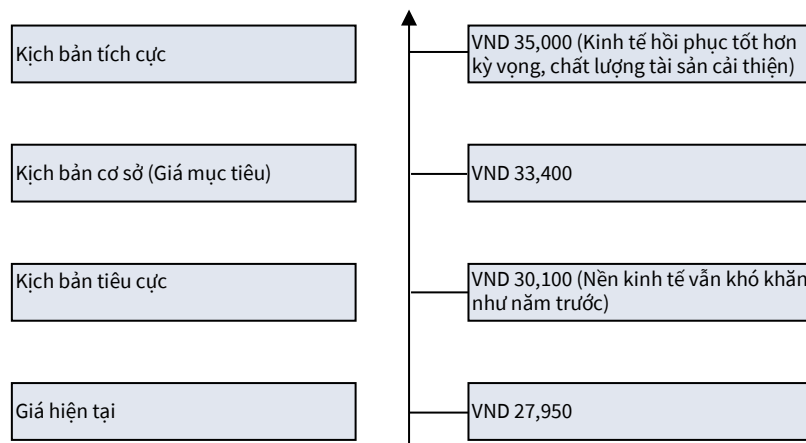 Kịch bản tích cực
VND 35,000 (Kinh tế hồi phục tốt hơn
kỳ vọng, chất lượng tài sản cải thiện)
Kịch bản cơ sở (Giá mục tiêu)
VND 33,400
Kịch bản tiêu cực
VND 30,100 (Nền kinh tế vẫn khó khăn
như năm trước)
Giá hiện tại
VND 27,950